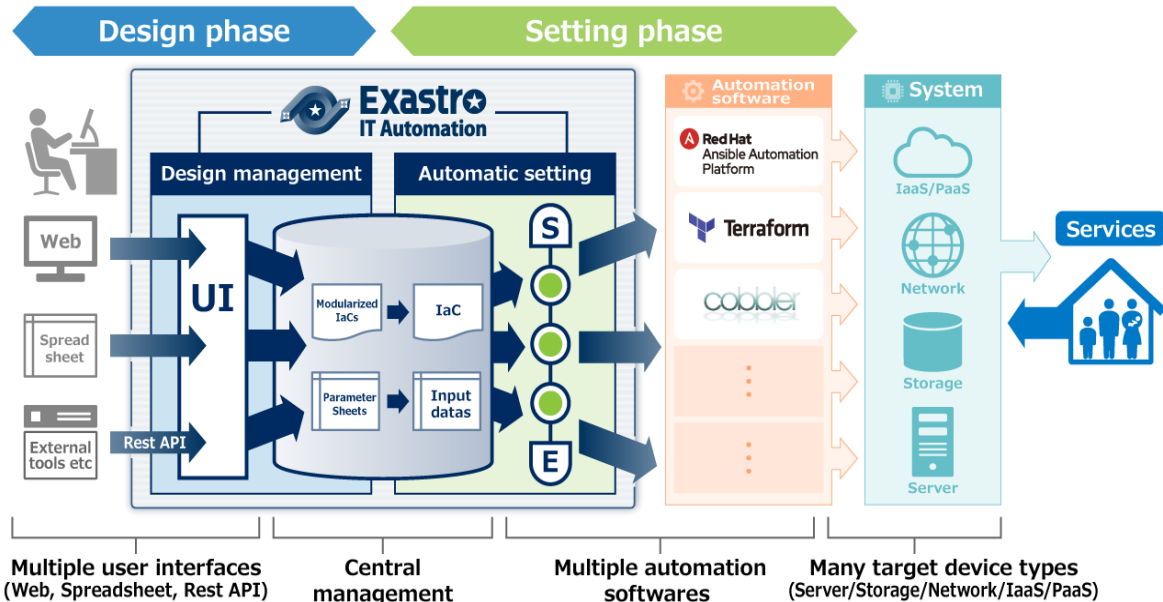 Design phase
Setting phase
Exastro
IT Automation
Automation
software
System
Design management
Automatic setting
Red Hat
Ansible Automation
Platform
IaaS/PaaS
Web
UI
S
Terraform
Services
Modularized
IaCs
IaC
cobbler
Network
Spread
sheet
Parameter
Sheets
Input
datas
Storage
External
tools etc
Rest API
E
Server
Multiple user interfaces
(Web, Spreadsheet, Rest API)
Central
management
Multiple automation
softwares
Many target device types
(Server/Storage/Network/IaaS/PaaS)